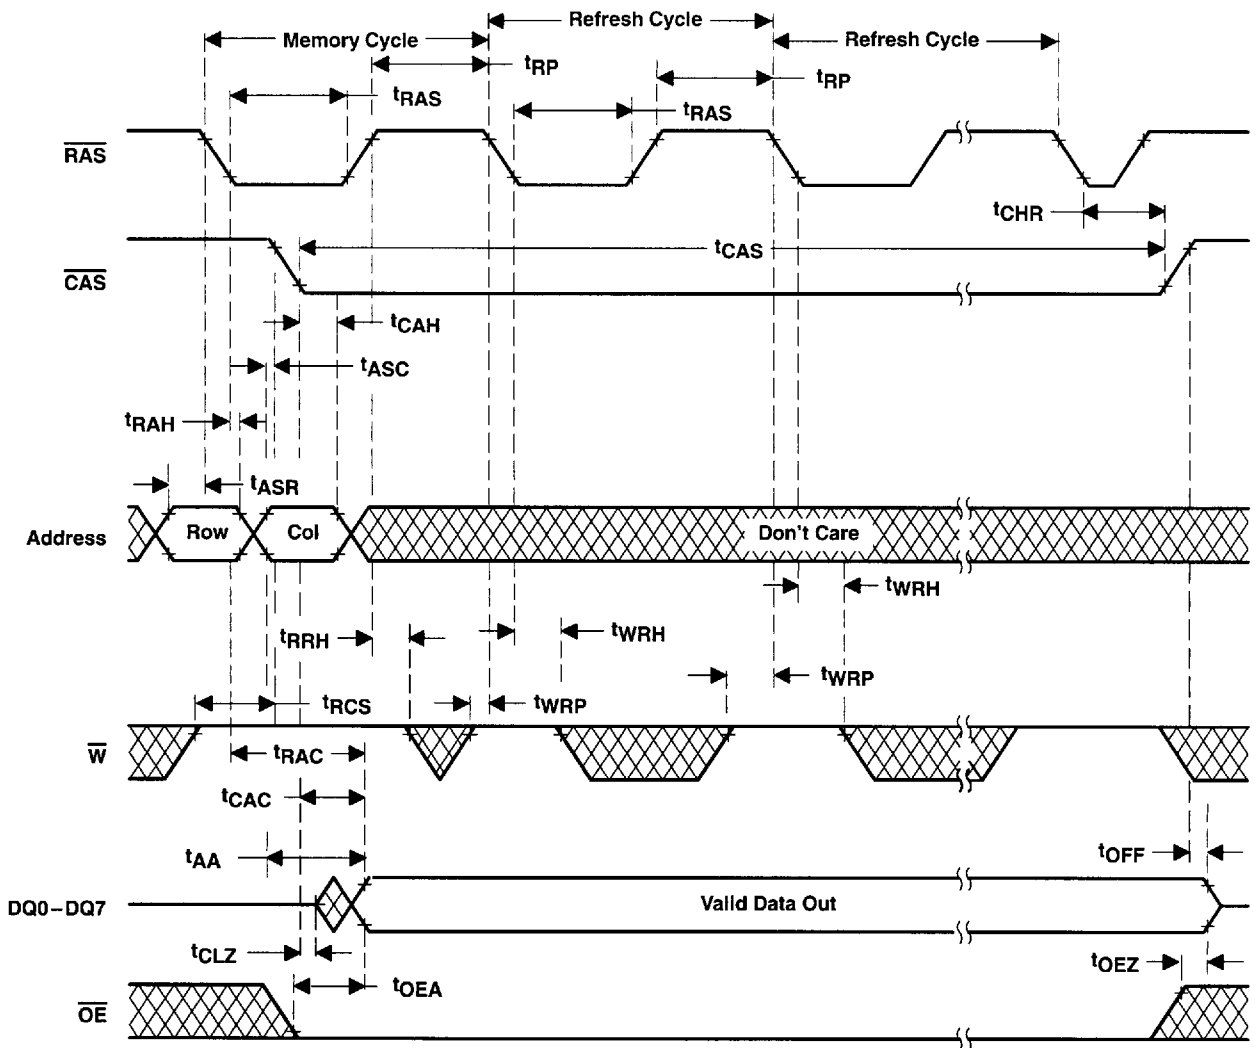 Refresh Cycle
Memory Cycle
Refresh Cycle
tRP
tRP
tRAS
tRAS
RAS
tCHR
tCAS
CAS
tCAH
tASC
tRAH
tASR
Row
Col
Address
Don't Care
tWRH
tRRH
tWRH
tWRP
tRCS
tWRP
W
tRAC
tCAC
tAA
tOFF
DQ0–DQ7
Valid Data Out
tCLZ
tOEZ
tOEA
OE